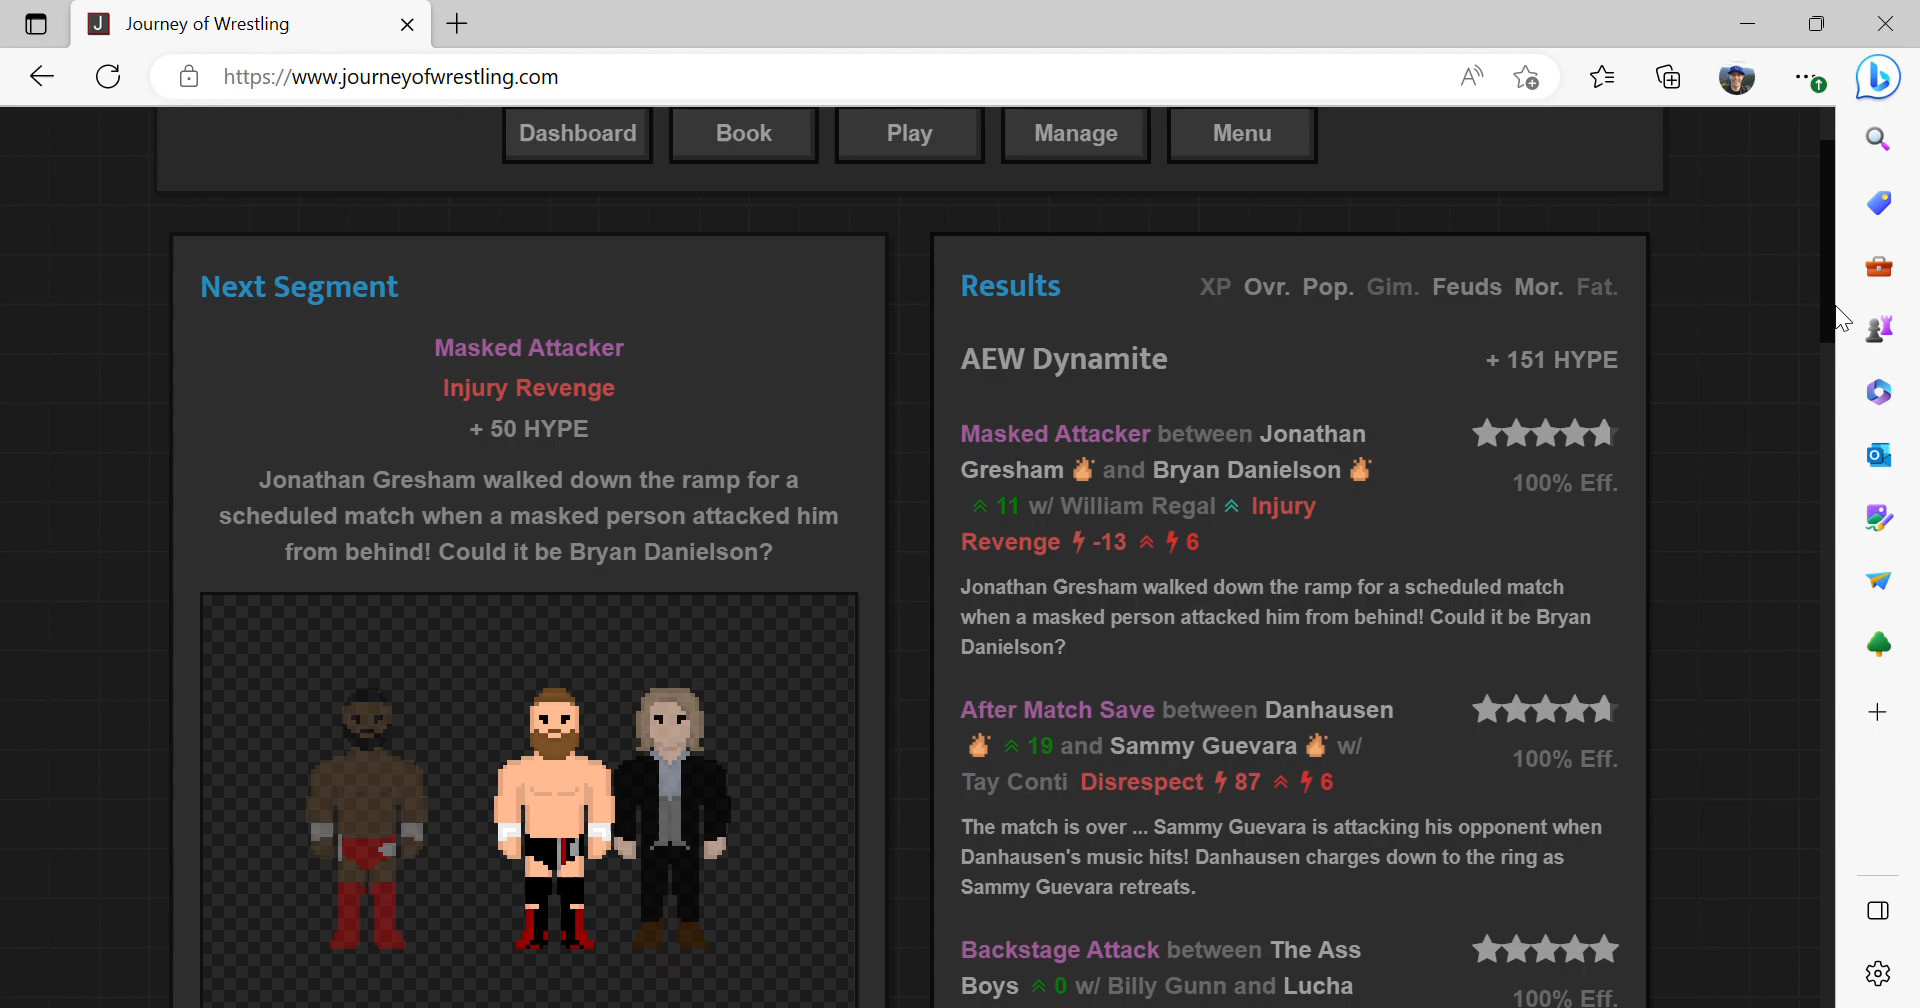 Journey of Wrestling
https://www.journeyofwrestling.com
Dashboard Book Play Manage Menu
Next Segment
Masked Attacker
Injury Revenge
+ 50 HYPE
Jonathan Gresham walked down the ramp for a
scheduled match when a masked person attacked him
from behind! Could it be Bryan Danielson?
Results XP Ovr. Pop. Gim. Feuds Mor. Fat.
AEW Dynamite + 151 HYPE
Masked Attacker between Jonathan
Gresham and Bryan Danielson
100% Eff.
11 w/ William Regal Injury
Revenge -13 6
Jonathan Gresham walked down the ramp for a scheduled match
when a masked person attacked him from behind! Could it be Bryan
Danielson?
After Match Save between Danhausen
19 and Sammy Guevara w/
100% Eff.
Tay Conti Disrespect 87 6
The match is over ... Sammy Guevara is attacking his opponent when
Danhausen's music hits! Danhausen charges down to the ring as
Sammy Guevara retreats.
Backstage Attack between The Ass
Boys 0 w/ Billy Gunn and Lucha
100% Eff.